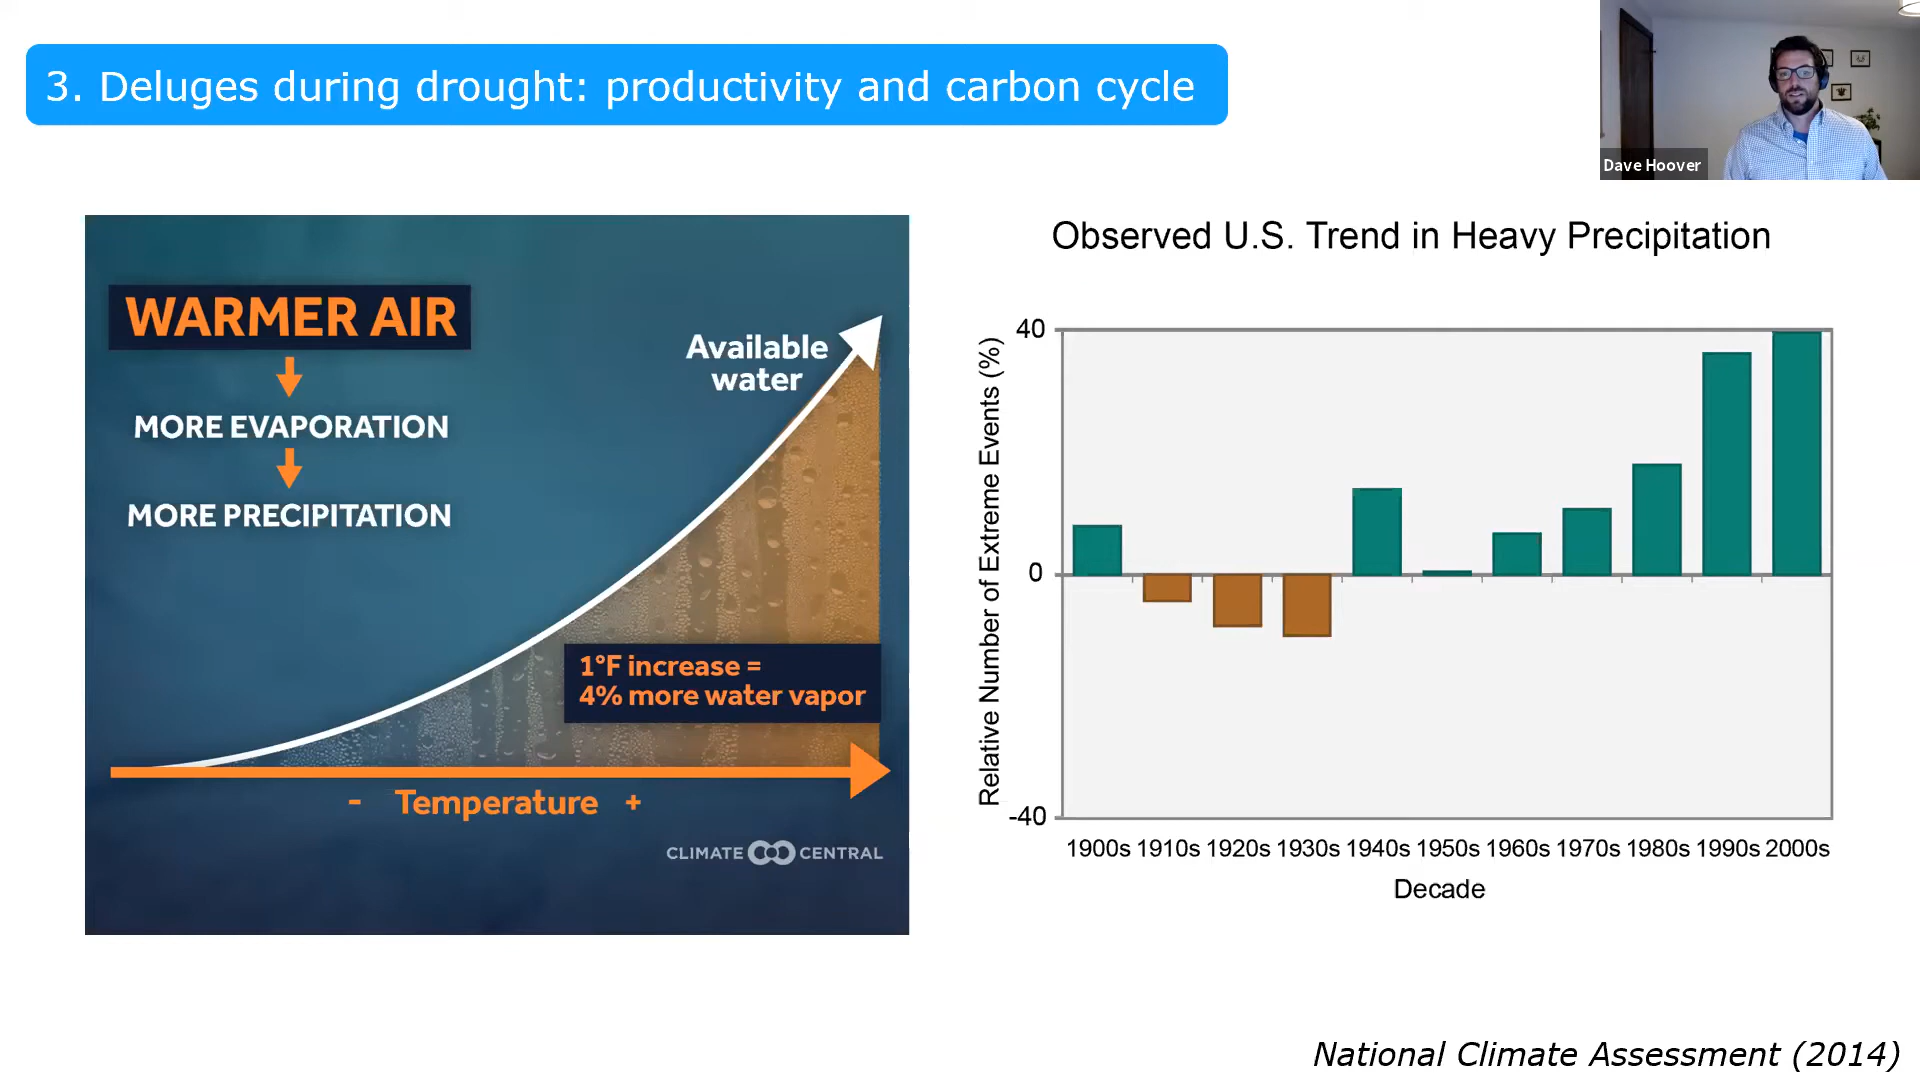 3. Deluges during drought: productivity and carbon cycle
Dave Hoover
WARMER AIR
MORE EVAPORATION
MORE PRECIPITATION
Available
water
1°F increase =
4% more water vapor
- Temperature +
CLIMATE CENTRAL
Observed U.S. Trend in Heavy Precipitation
Relative Number of Extreme Events (%)
40
0
-40
1900s 1910s 1920s 1930s 1940s 1950s 1960s 1970s 1980s 1990s 2000s
Decade
National Climate Assessment (2014)